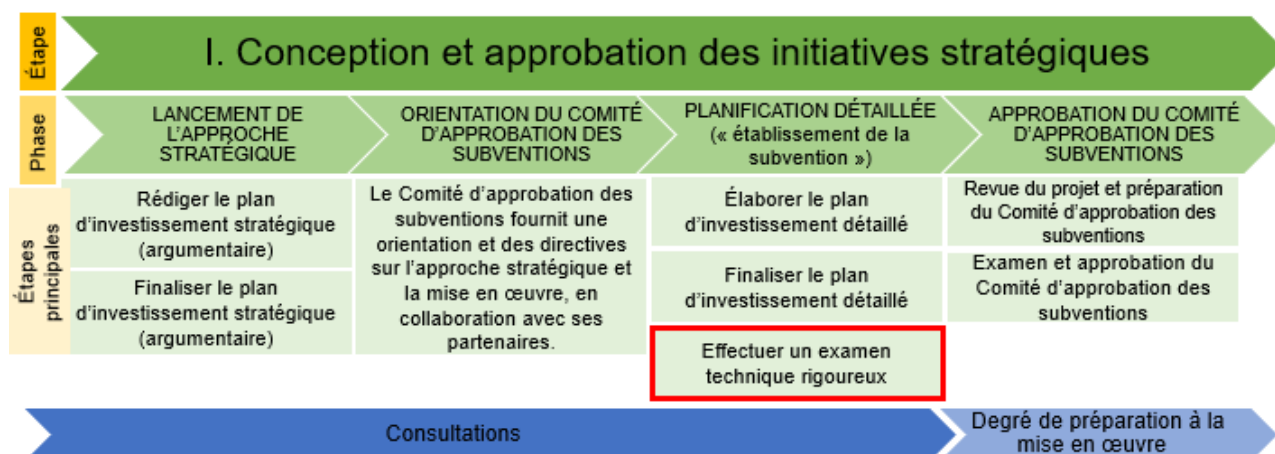 Étape
I. Conception et approbation des initiatives stratégiques
Phase
LANCEMENT DE
L’APPROCHE
STRATÉGIQUE
ORIENTATION DU COMITÉ
D’APPROBATION DES
SUBVENTIONS
PLANIFICATION DÉTAILLÉE
(« établissement de la
subvention »)
APPROBATION DU COMITÉ
D’APPROBATION DES
SUBVENTIONS
Étapes
principales
Rédiger le plan
d’investissement stratégique
(argumentaire)
Finaliser le plan
d’investissement stratégique
(argumentaire)
Le Comité d’approbation des
subventions fournit une
orientation et des directives
sur l’approche stratégique et
la mise en œuvre, en
collaboration avec ses
partenaires.
Élaborer le plan
d’investissement détaillé
Finaliser le plan
d’investissement détaillé
Effectuer un examen
technique rigoureux
Revue du projet et préparation
du Comité d’approbation des
subventions
Examen et approbation du
Comité d’approbation des
subventions
Consultations
Degré de préparation à la
mise en œuvre